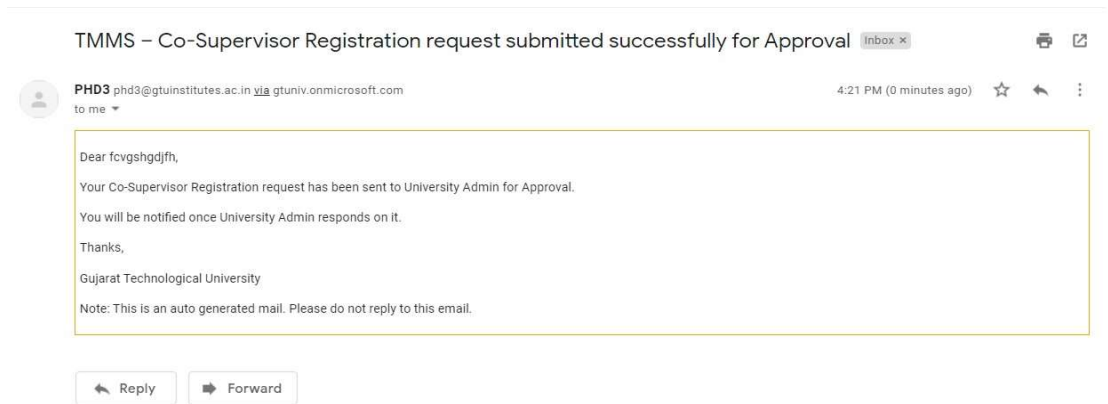 TMMS – Co-Supervisor Registration request submitted successfully for Approval Inbox ×
PHD3 phd3@gtuinstitutes.ac.in via gtuniv.onmicrosoft.com 4:21 PM (0 minutes ago)
to me
Dear fcvgshgdjfh,
Your Co-Supervisor Registration request has been sent to University Admin for Approval.
You will be notified once University Admin responds on it.
Thanks,
Gujarat Technological University
Note: This is an auto generated mail. Please do not reply to this email.
Reply Forward